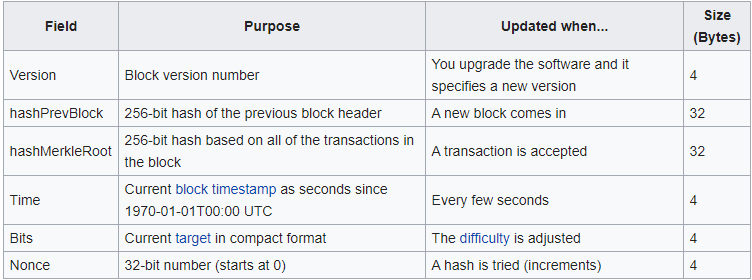 Field Purpose Updated when... Size (Bytes)
Version Block version number You upgrade the software and it specifies a new version 4
hashPrevBlock 256-bit hash of the previous block header A new block comes in 32
hashMerkleRoot 256-bit hash based on all of the transactions in the block A transaction is accepted 32
Time Current block timestamp as seconds since 1970-01-01T00:00 UTC Every few seconds 4
Bits Current target in compact format The difficulty is adjusted 4
Nonce 32-bit number (starts at 0) A hash is tried (increments) 4